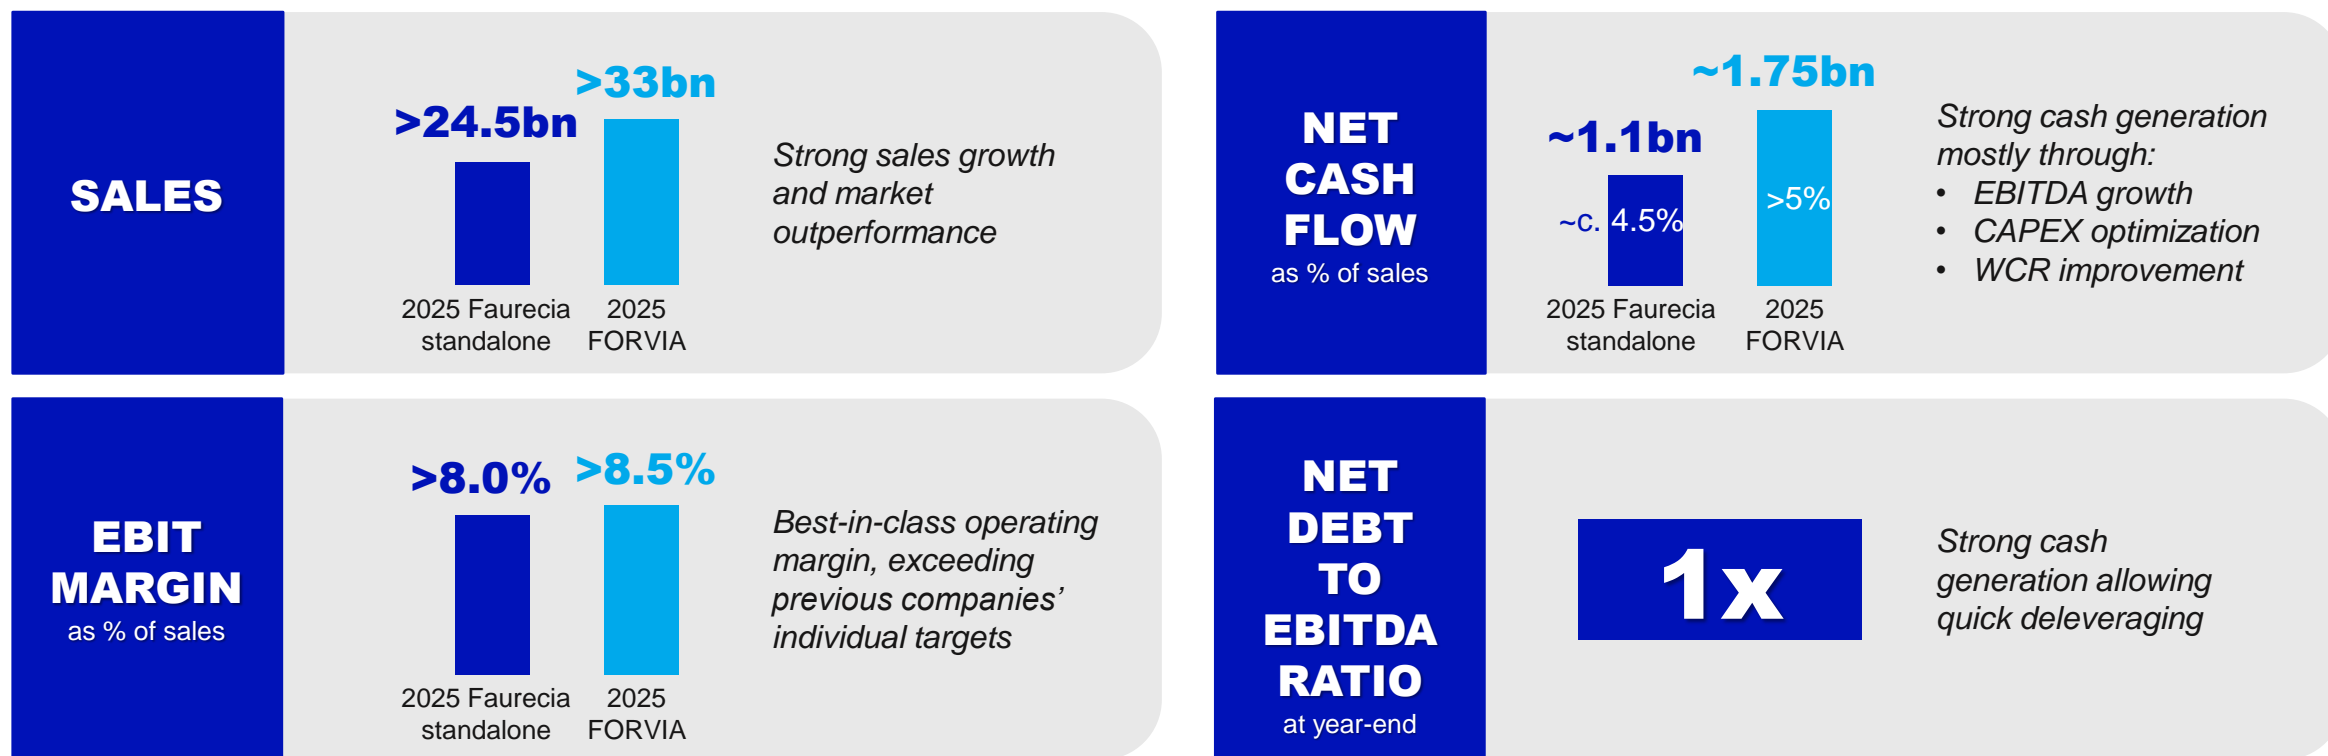 SALES
>24.5bn
>33bn
2025 Faurecia
standalone
2025
FORVIA
Strong sales growth
and market
outperformance
NET
CASH
FLOW
as % of sales
~1.1bn
~1.75bn
~c. 4.5%
>5%
2025 Faurecia
standalone
2025
FORVIA
Strong cash generation
mostly through:
• EBITDA growth
• CAPEX optimization
• WCR improvement
EBIT
MARGIN
as % of sales
>8.0%
>8.5%
2025 Faurecia
standalone
2025
FORVIA
Best-in-class operating
margin, exceeding
previous companies’
individual targets
NET
DEBT
TO
EBITDA
RATIO
at year-end
1x
Strong cash
generation allowing
quick deleveraging